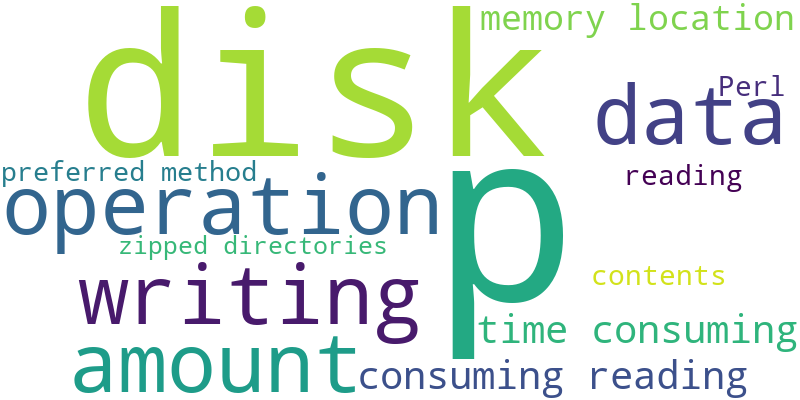 memory location
disk
Perl
data
preferred method
reading
operation
p
zipped directories
writing
contents
time consuming
amount
consuming reading